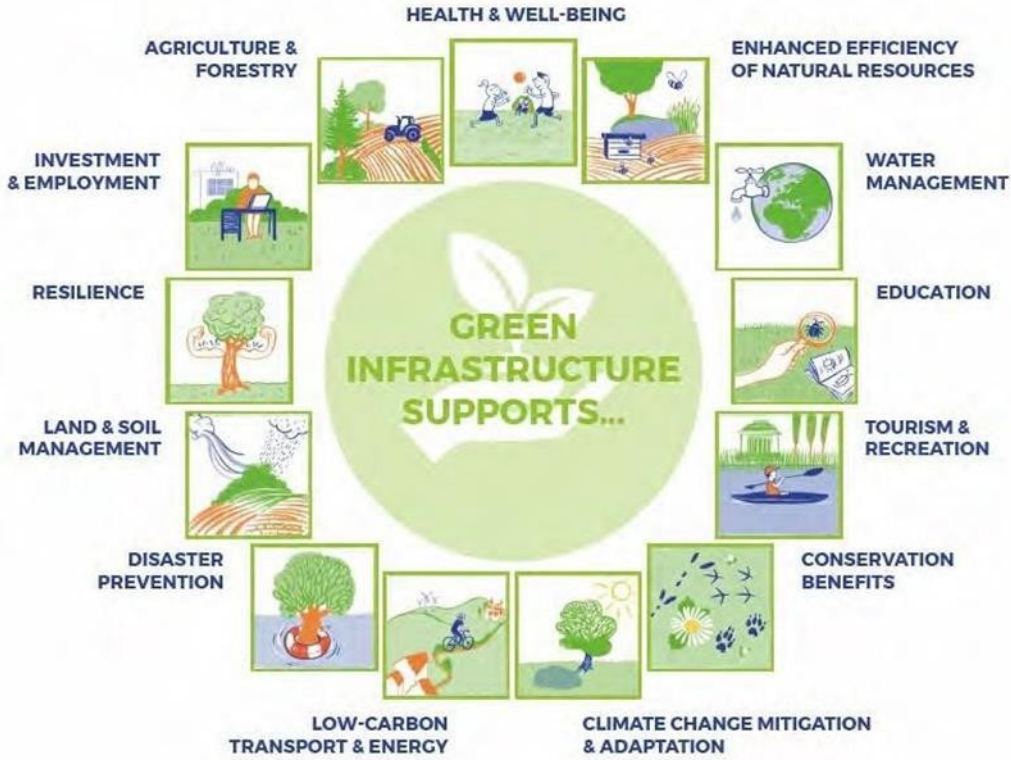 HEALTH & WELL-BEING
AGRICULTURE &
FORESTRY
ENHANCED EFFICIENCY
OF NATURAL RESOURCES
INVESTMENT
& EMPLOYMENT
WATER
MANAGEMENT
RESILIENCE
EDUCATION
GREEN
INFRASTRUCTURE
SUPPORTS...
LAND & SOIL
MANAGEMENT
TOURISM &
RECREATION
DISASTER
PREVENTION
CONSERVATION
BENEFITS
LOW-CARBON
TRANSPORT & ENERGY
CLIMATE CHANGE MITIGATION
& ADAPTATION